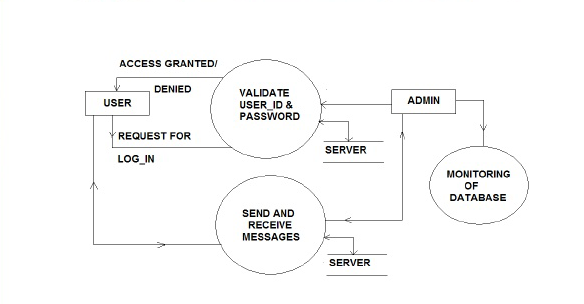 ACCESS GRANTED/
DENIED
USER
REQUEST FOR
LOG_IN
VALIDATE
USER_ID &
PASSWORD
SERVER
ADMIN
MONITORING
OF
DATABASE
SEND AND
RECEIVE
MESSAGES
SERVER